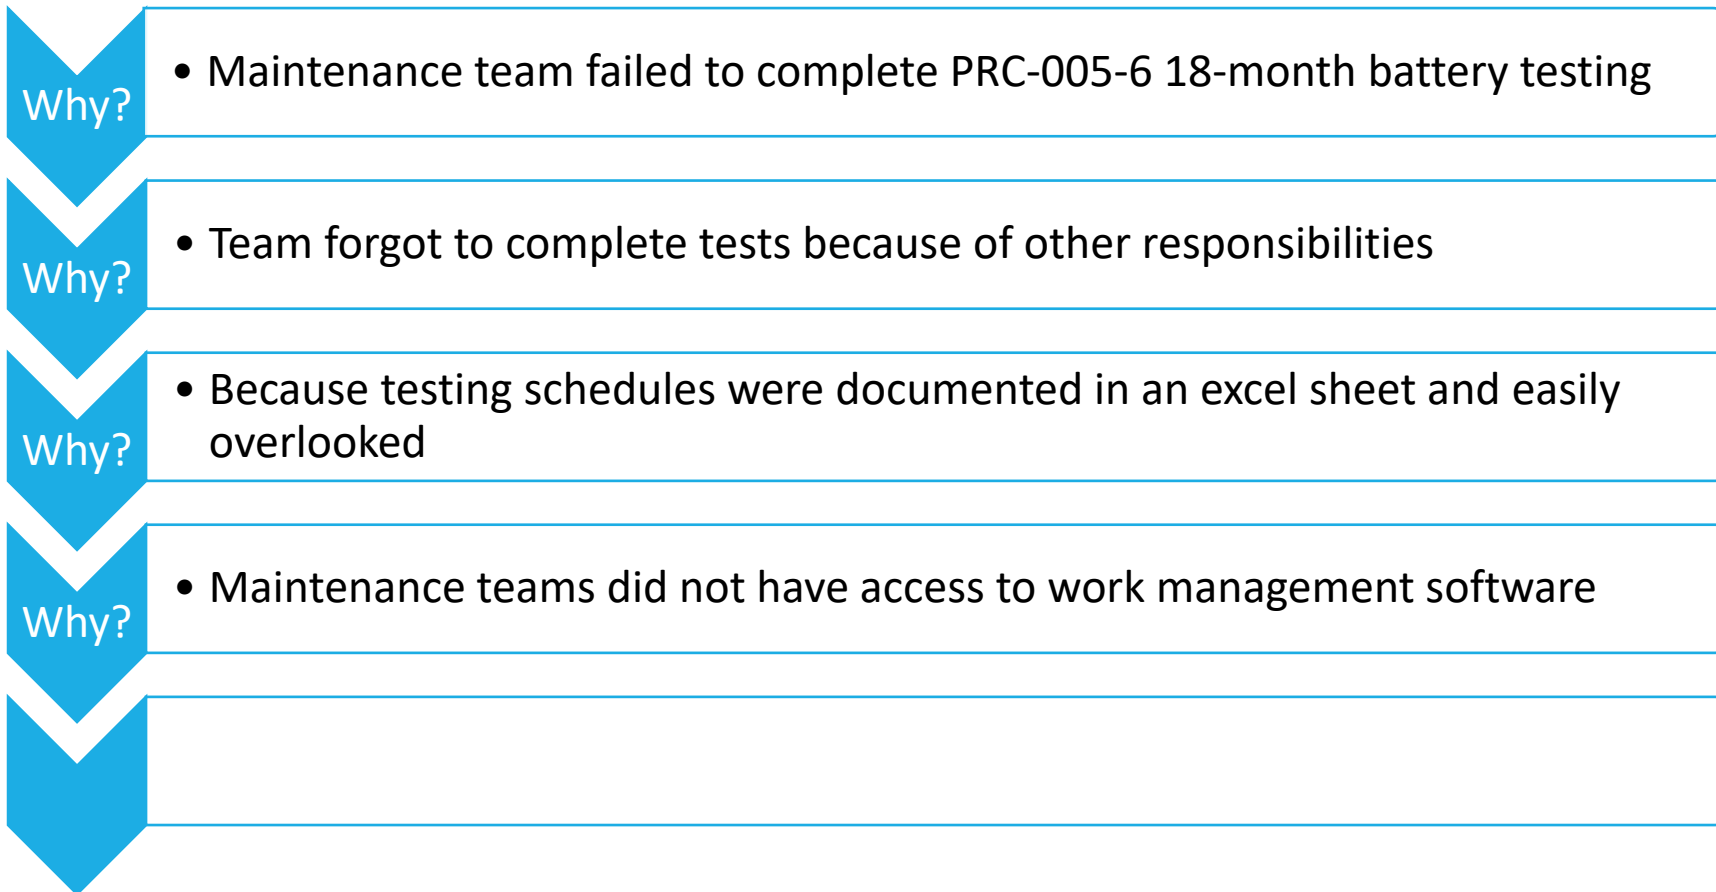 Why?
• Maintenance team failed to complete PRC-005-6 18-month battery testing
Why?
• Team forgot to complete tests because of other responsibilities
Why?
• Because testing schedules were documented in an excel sheet and easily
overlooked
Why?
• Maintenance teams did not have access to work management software